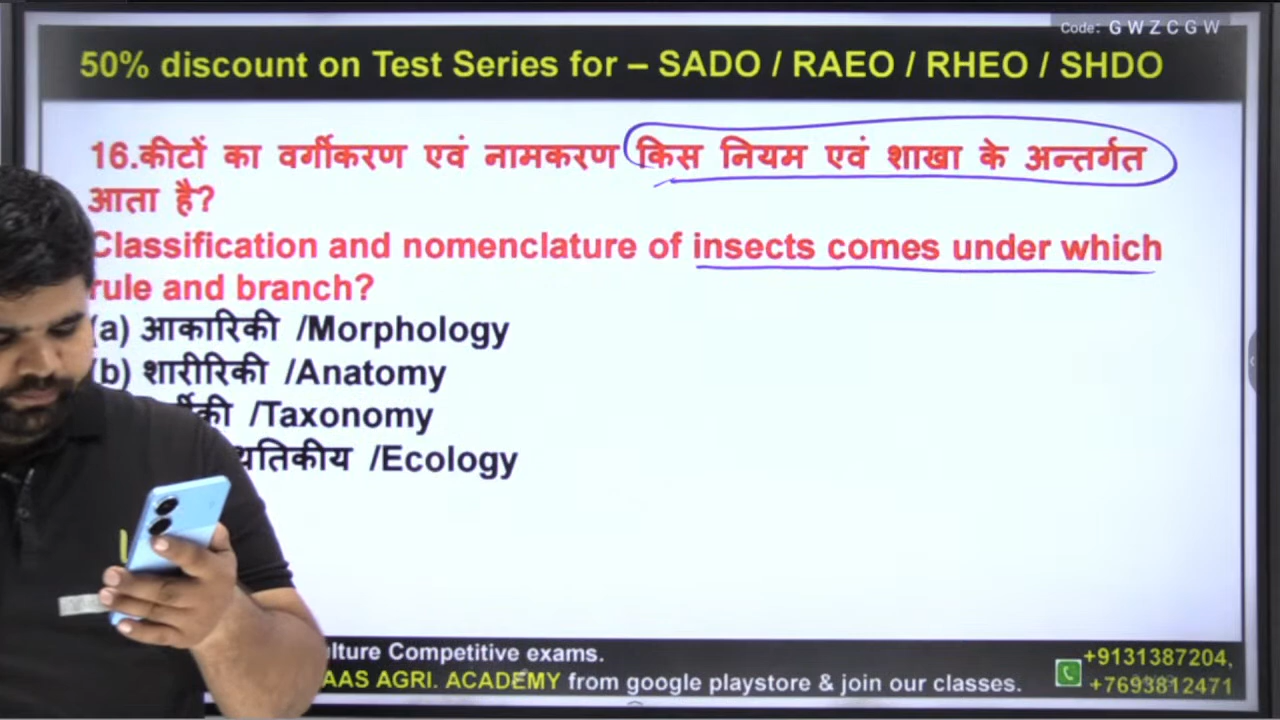 Code: G W Z C G W
50% discount on Test Series for – SADO / RAEO / RHEO / SHDO
16.कीटों का वर्गीकरण एवं नामकरण किस नियम एवं शाखा के अन्तर्गत
आता है?
Classification and nomenclature of insects comes under which
rule and branch?
(a) आकारिकी /Morphology
(b) शारीरिकी /Anatomy
/Taxonomy
/Ecology
Competitive exams.
AGRI. ACADEMY from google playstore & join our classes.
+9131387204,
+7693812471